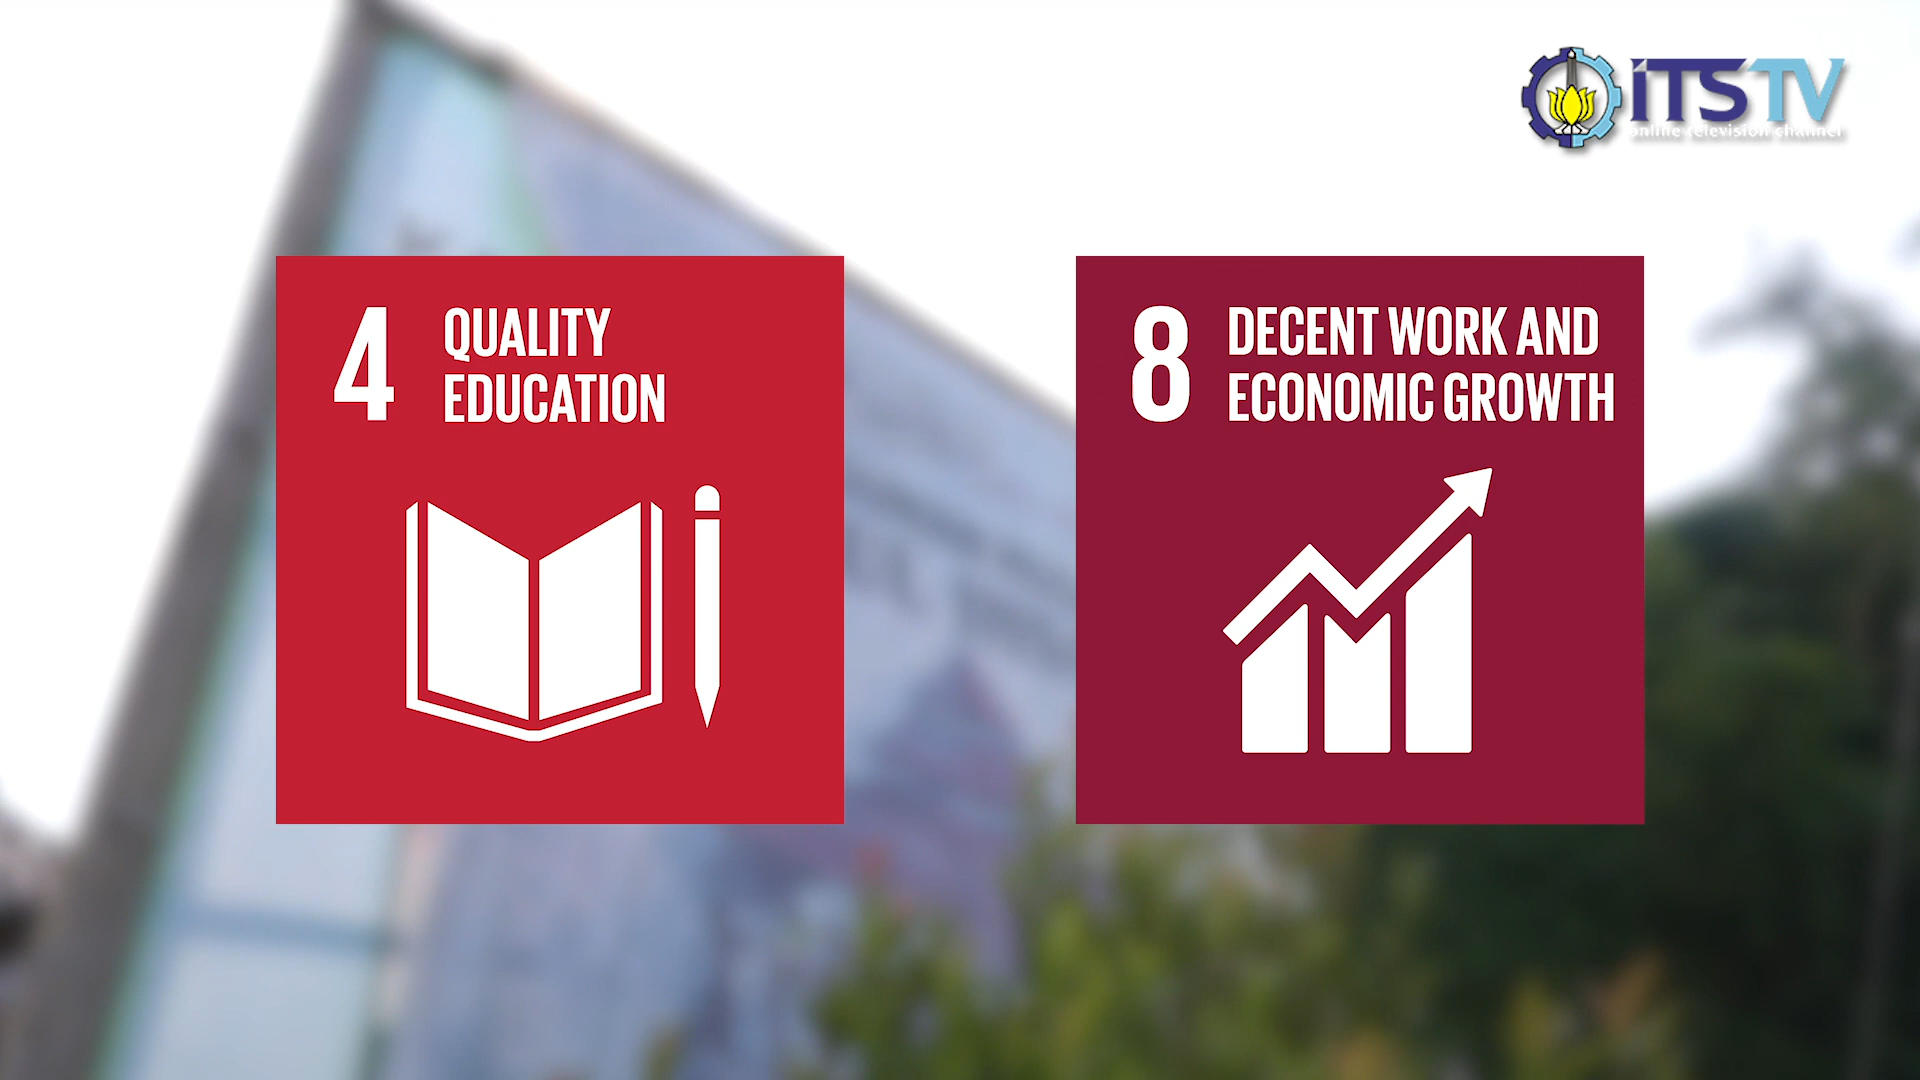 iTSTV
online television channel
4
QUALITY
EDUCATION
8
DECENT WORK AND
ECONOMIC GROWTH